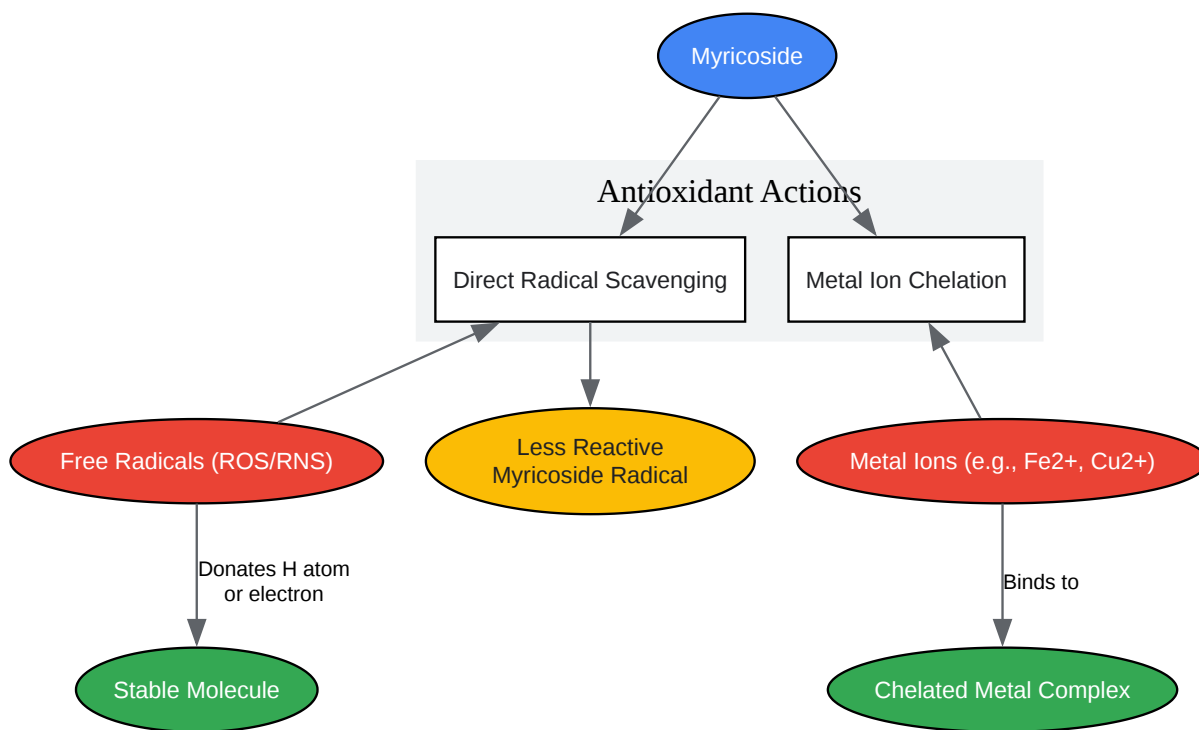 Myricoside
Antioxidant Actions
Direct Radical Scavenging
Metal Ion Chelation
Free Radicals (ROS/RNS)
Less Reactive
Myricoside Radical
Metal Ions (e.g., Fe2+, Cu2+)
Donates H atom
or electron
Binds to
Stable Molecule
Chelated Metal Complex